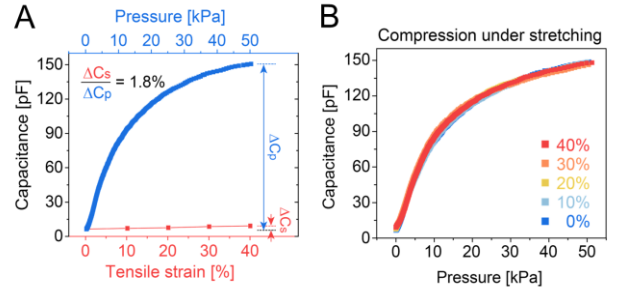 A
Pressure [kPa]
0 10 20 30 40 50
Capacitance [pF]
150
120
90
60
30
0
ΔCs
ΔCp
= 1.8%
ΔCp
ΔCs
0 10 20 30 40
Tensile strain [%]
B
Compression under stretching
Capacitance [pF]
150
120
90
60
30
0
40%
30%
20%
10%
0%
0 10 20 30 40 50
Pressure [kPa]